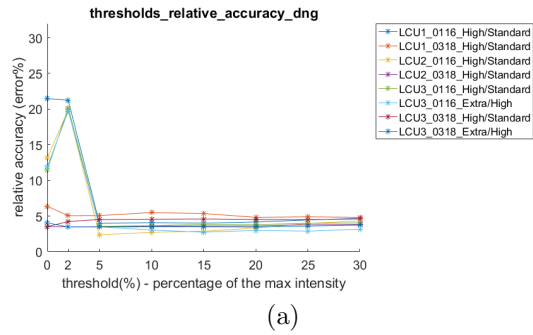 thresholds_relative_accuracy_dng
relative accuracy (error%)
30
25
20
15
10
5
0
0 2 5 10 15 20 25 30
threshold(%) - percentage of the max intensity
LCU1_0116_High/Standard
LCU1_0318_High/Standard
LCU2_0116_High/Standard
LCU2_0318_High/Standard
LCU3_0116_High/Standard
LCU3_0116_Extra/High
LCU3_0318_High/Standard
LCU3_0318_Extra/High
(a)